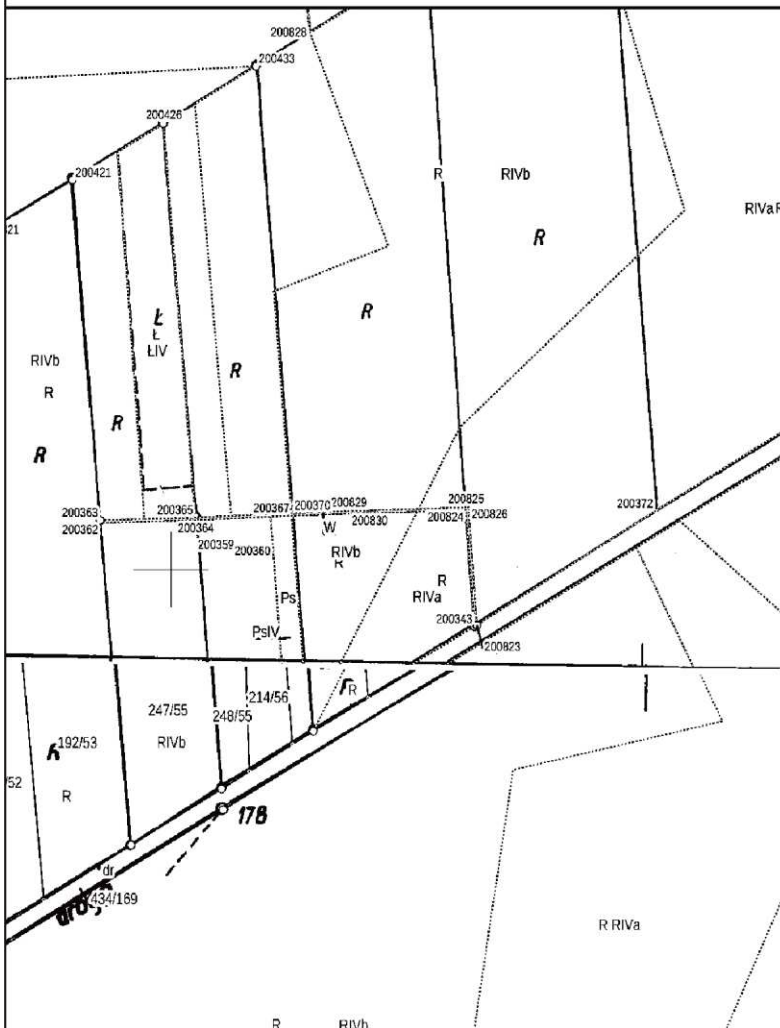 200828
200433
200426
200421
R
RIVb
RIVa
21
R
Ł
Ł
ŁIV
R
RIVb
R
R
R
R
200363
200362
200365
200364
200367
200370
200829
200830
200825
200824
200826
200372
W
200359
200360
RIVb
R
R
RIVa
Ps
PsIV
200343
200823
247/55
248/55
214/56
R
192/53
RIVb
/52
R
178
dr
434/169
R RIVa
R
RIVb